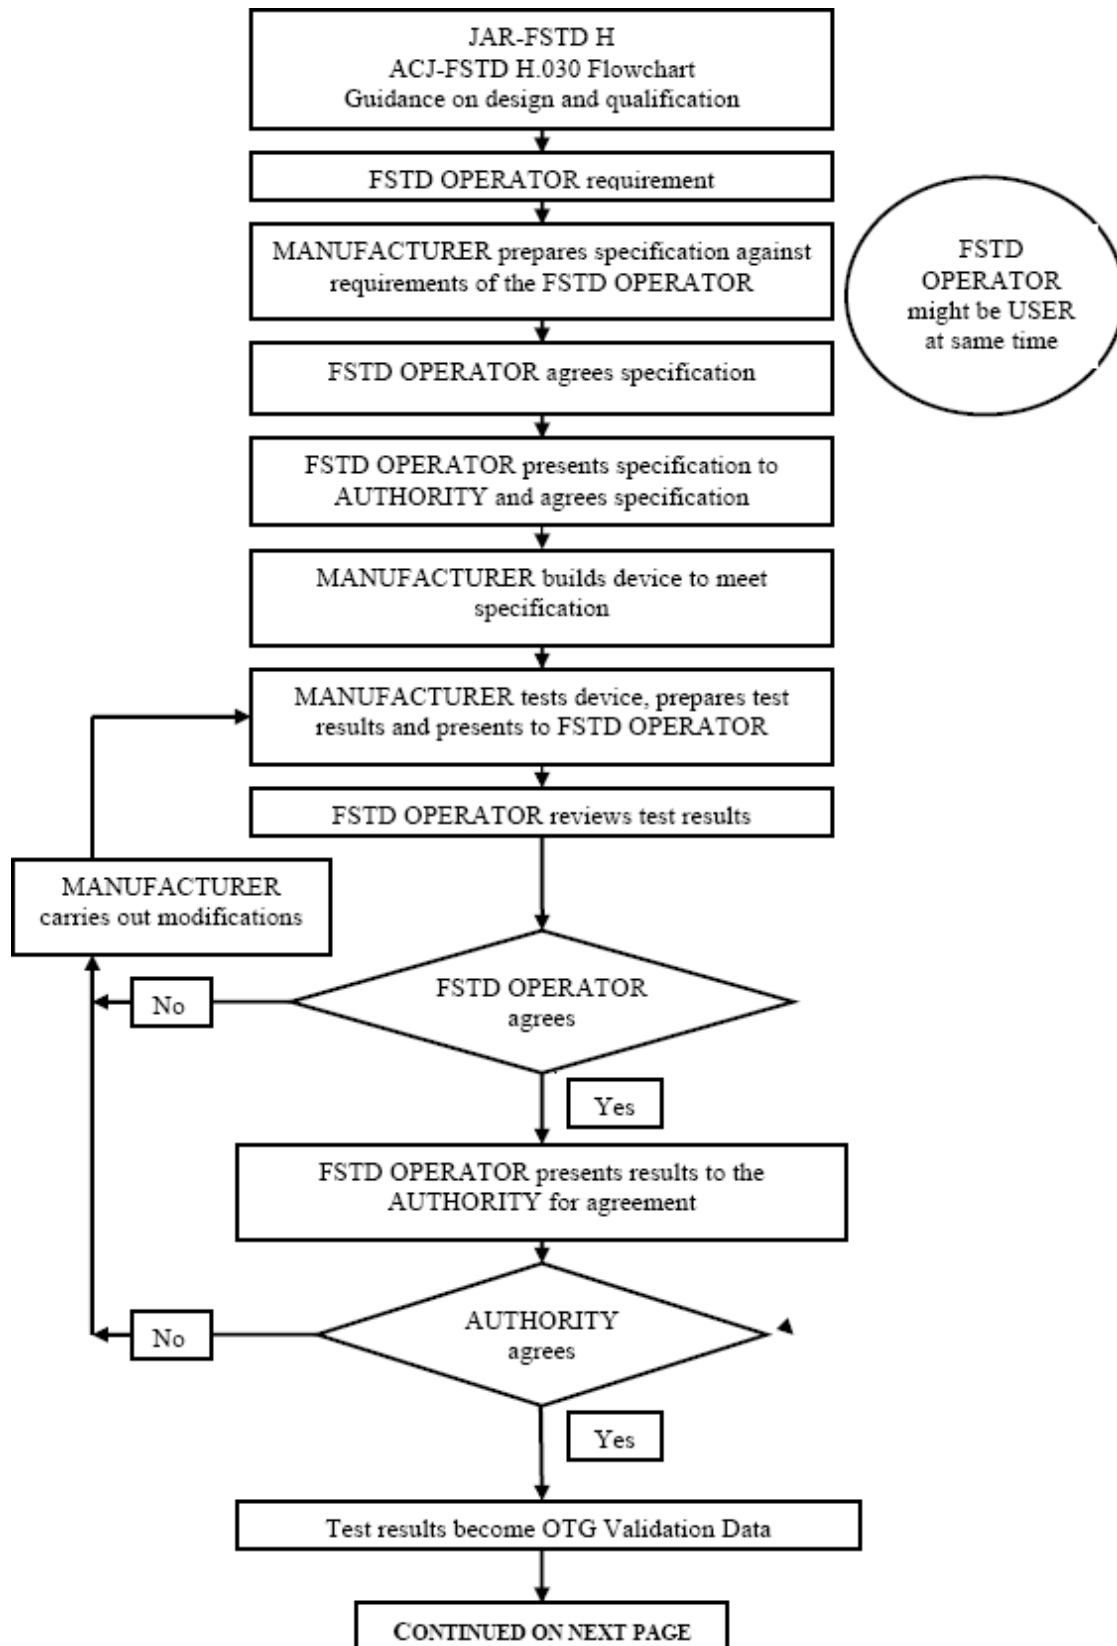 JAR-FSTD H
ACJ-FSTD H.030 Flowchart
Guidance on design and qualification
FSTD OPERATOR requirement
MANUFACTURER prepares specification against
requirements of the FSTD OPERATOR
FSTD
OPERATOR
might be USER
at same time
FSTD OPERATOR agrees specification
FSTD OPERATOR presents specification to
AUTHORITY and agrees specification
MANUFACTURER builds device to meet
specification
MANUFACTURER tests device, prepares test
results and presents to FSTD OPERATOR
FSTD OPERATOR reviews test results
MANUFACTURER
carries out modifications
FSTD OPERATOR
agrees
No
Yes
FSTD OPERATOR presents results to the
AUTHORITY for agreement
AUTHORITY
agrees
No
Yes
Test results become OTG Validation Data
CONTINUED ON NEXT PAGE